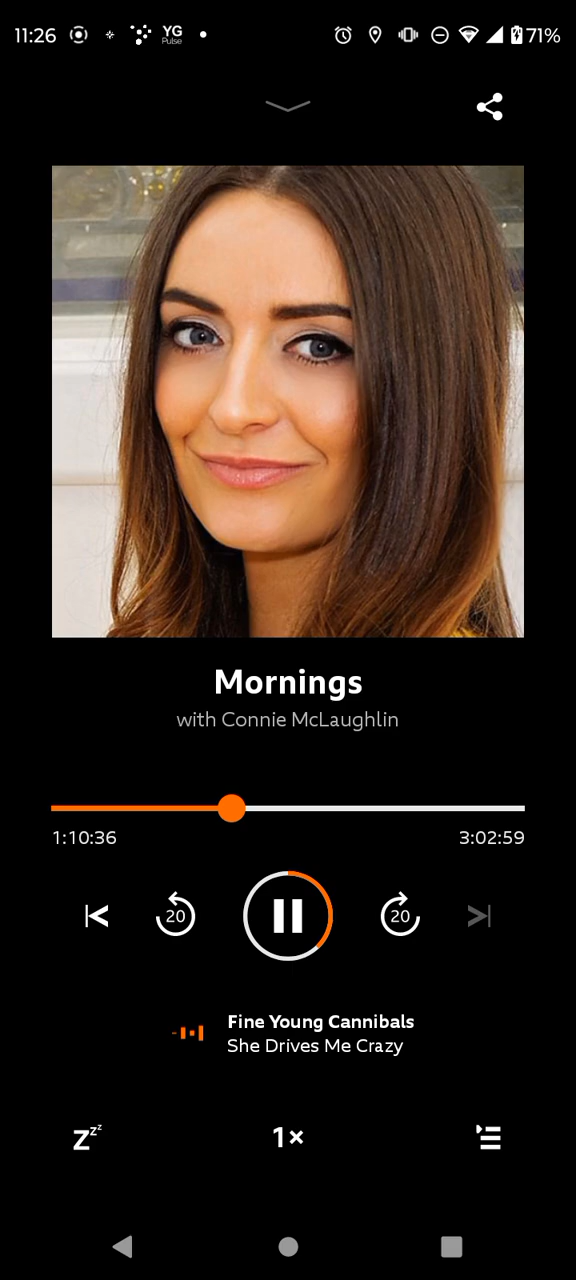 11:26 YG 71%
Pulse
Mornings
with Connie McLaughlin
1:10:36 3:02:59
20 20
Fine Young Cannibals
She Drives Me Crazy
Zzz 1×